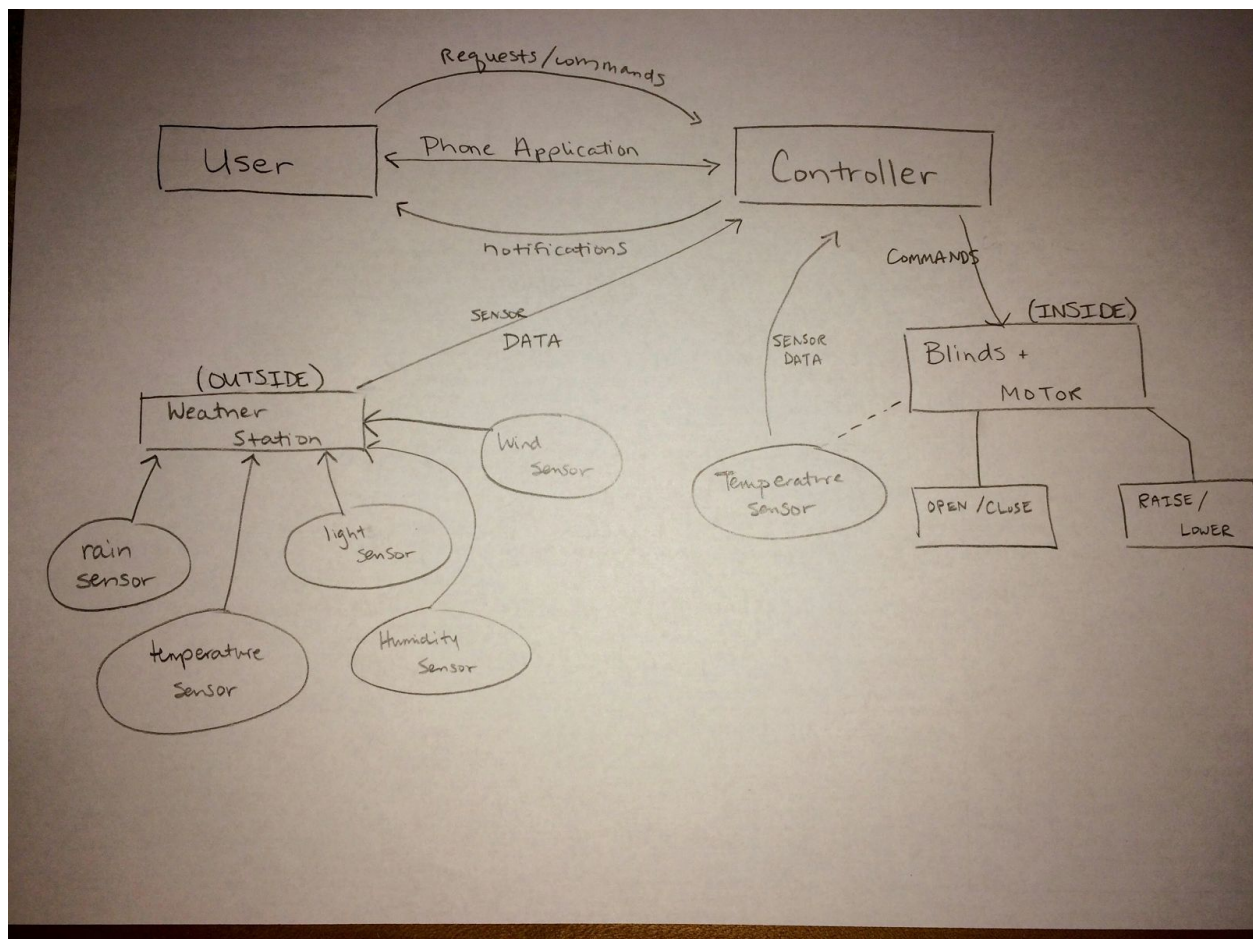 Requests/commands
User
Phone Application
Controller
notifications
COMMANDS
SENSOR
DATA
SENSOR
DATA
(INSIDE)
Blinds +
MOTOR
(OUTSIDE)
Weather
Station
Wind
sensor
Temperature
sensor
OPEN/CLOSE
RAISE/
LOWER
rain
sensor
light
sensor
temperature
sensor
Humidity
Sensor